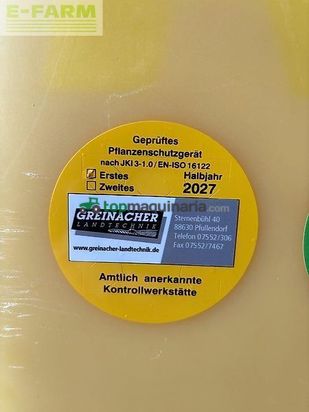 E-FARM
Geprüftes
Pflanzenschutzgerät
nach JKI 3-1.0/EN-ISO 16122
Erstes Halbjahr
Zweites 2027
topmaquinaria.com
GREINACHER
LANDTECHNIK
www.greinacher-landtechnik.de
Sternenbühl 40
88630 Pfullendorf
Telefon 07552/306
Fax 07552/7467
Amtlich anerkannte
Kontrollwerkstätte